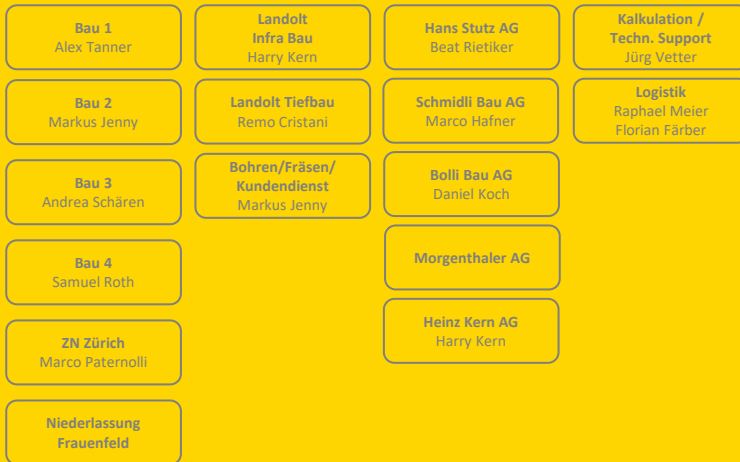 Bau 1
Alex Tanner
Bau 2
Markus Jenny
Bau 3
Andrea Schären
Bau 4
Samuel Roth
ZN Zürich
Marco Paternolli
Niederlassung
Frauenfeld
Landolt
Infra Bau
Harry Kern
Landolt Tiefbau
Remo Cristani
Bohren/Fräsen/
Kundendienst
Markus Jenny
Hans Stutz AG
Beat Rietiker
Schmidli Bau AG
Marco Hafner
Bolli Bau AG
Daniel Koch
Morgenthaler AG
Heinz Kern AG
Harry Kern
Kalkulation /
Techn. Support
Jürg Vetter
Logistik
Raphael Meier
Florian Färber